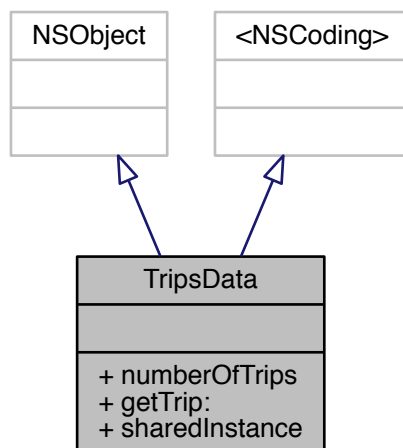 NSObject
<NSCoding>
TripsData
+ numberOfTrips
+ getTrip:
+ sharedInstance